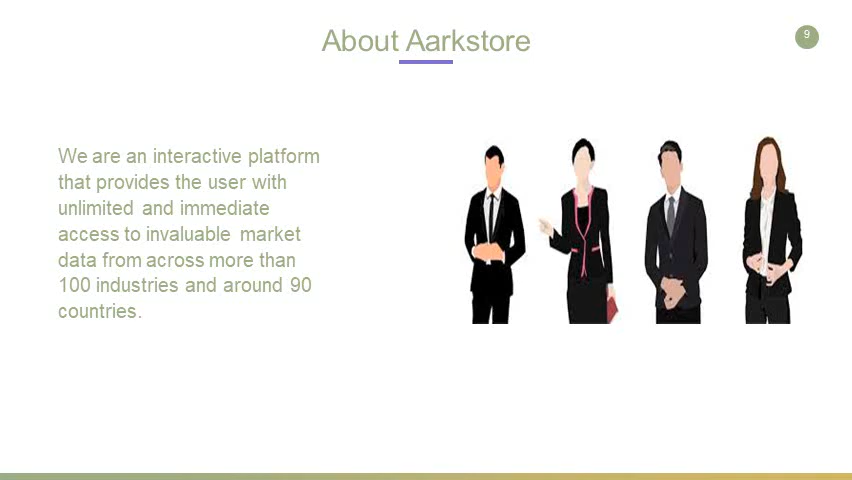 About Aarkstore
9
We are an interactive platform
that provides the user with
unlimited and immediate
access to invaluable market
data from across more than
100 industries and around 90
countries.